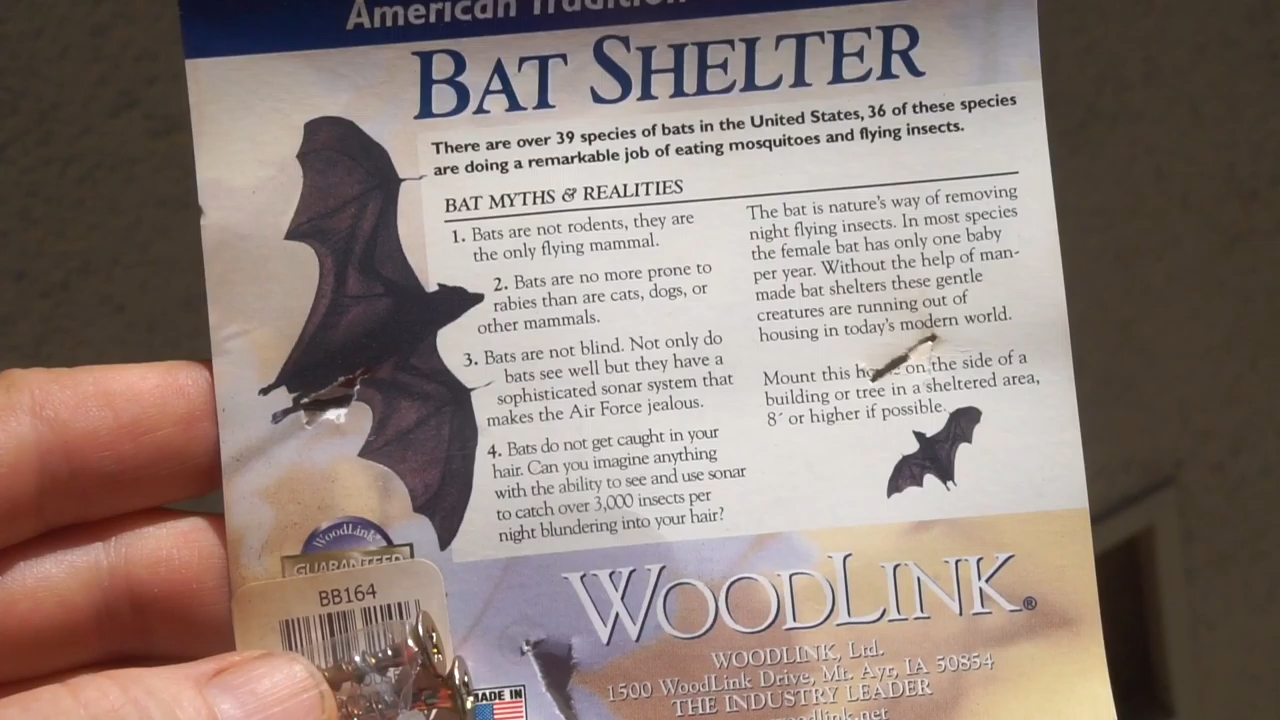 American Tradition
BAT SHELTER
There are over 39 species of bats in the United States, 36 of these species
are doing a remarkable job of eating mosquitoes and flying insects.
BAT MYTHS & REALITIES
1. Bats are not rodents, they are
the only flying mammal.
2. Bats are no more prone to
rabies than are cats, dogs, or
other mammals.
3. Bats are not blind. Not only do
bats see well but they have a
sophisticated sonar system that
makes the Air Force jealous.
4. Bats do not get caught in your
hair. Can you imagine anything
with the ability to see and use sonar
to catch over 3,000 insects per
night blundering into your hair?
The bat is nature's way of removing
night flying insects. In most species
the female bat has only one baby
per year. Without the help of man-
made bat shelters these gentle
creatures are running out of
housing in today's modern world.
Mount this on the side of a
building or tree in a sheltered area,
8´ or higher if possible.
WoodLink®
GUARANTEED
BB164
MADE IN
WOODLINK®
WOODLINK, Ltd.
1500 WoodLink Drive, Mt. Ayr, IA 50854
THE INDUSTRY LEADER
woodlink.net